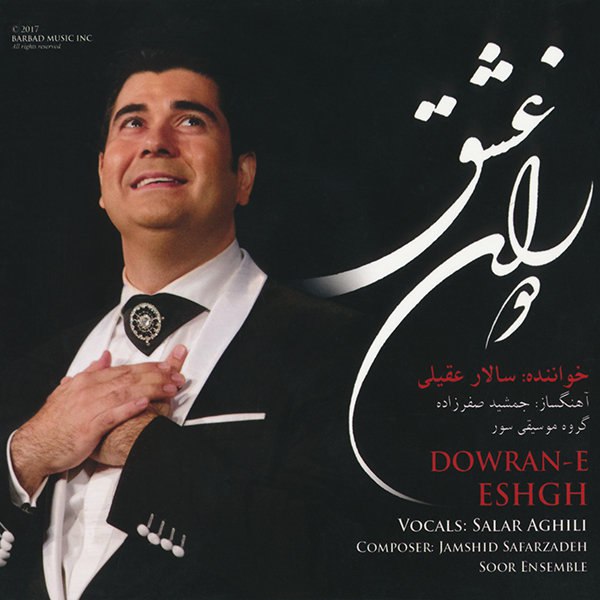 © 2017
BARBAD MUSIC INC
All rights reserved
دوران عشق
خواننده: سالار عقیلی
آهنگساز: جمشید صفرزاده
گروه موسیقی سور
DOWRAN-E
ESHGH
VOCALS: SALAR AGHILI
COMPOSER: JAMSHID SAFARZADEH
SOOR ENSEMBLE